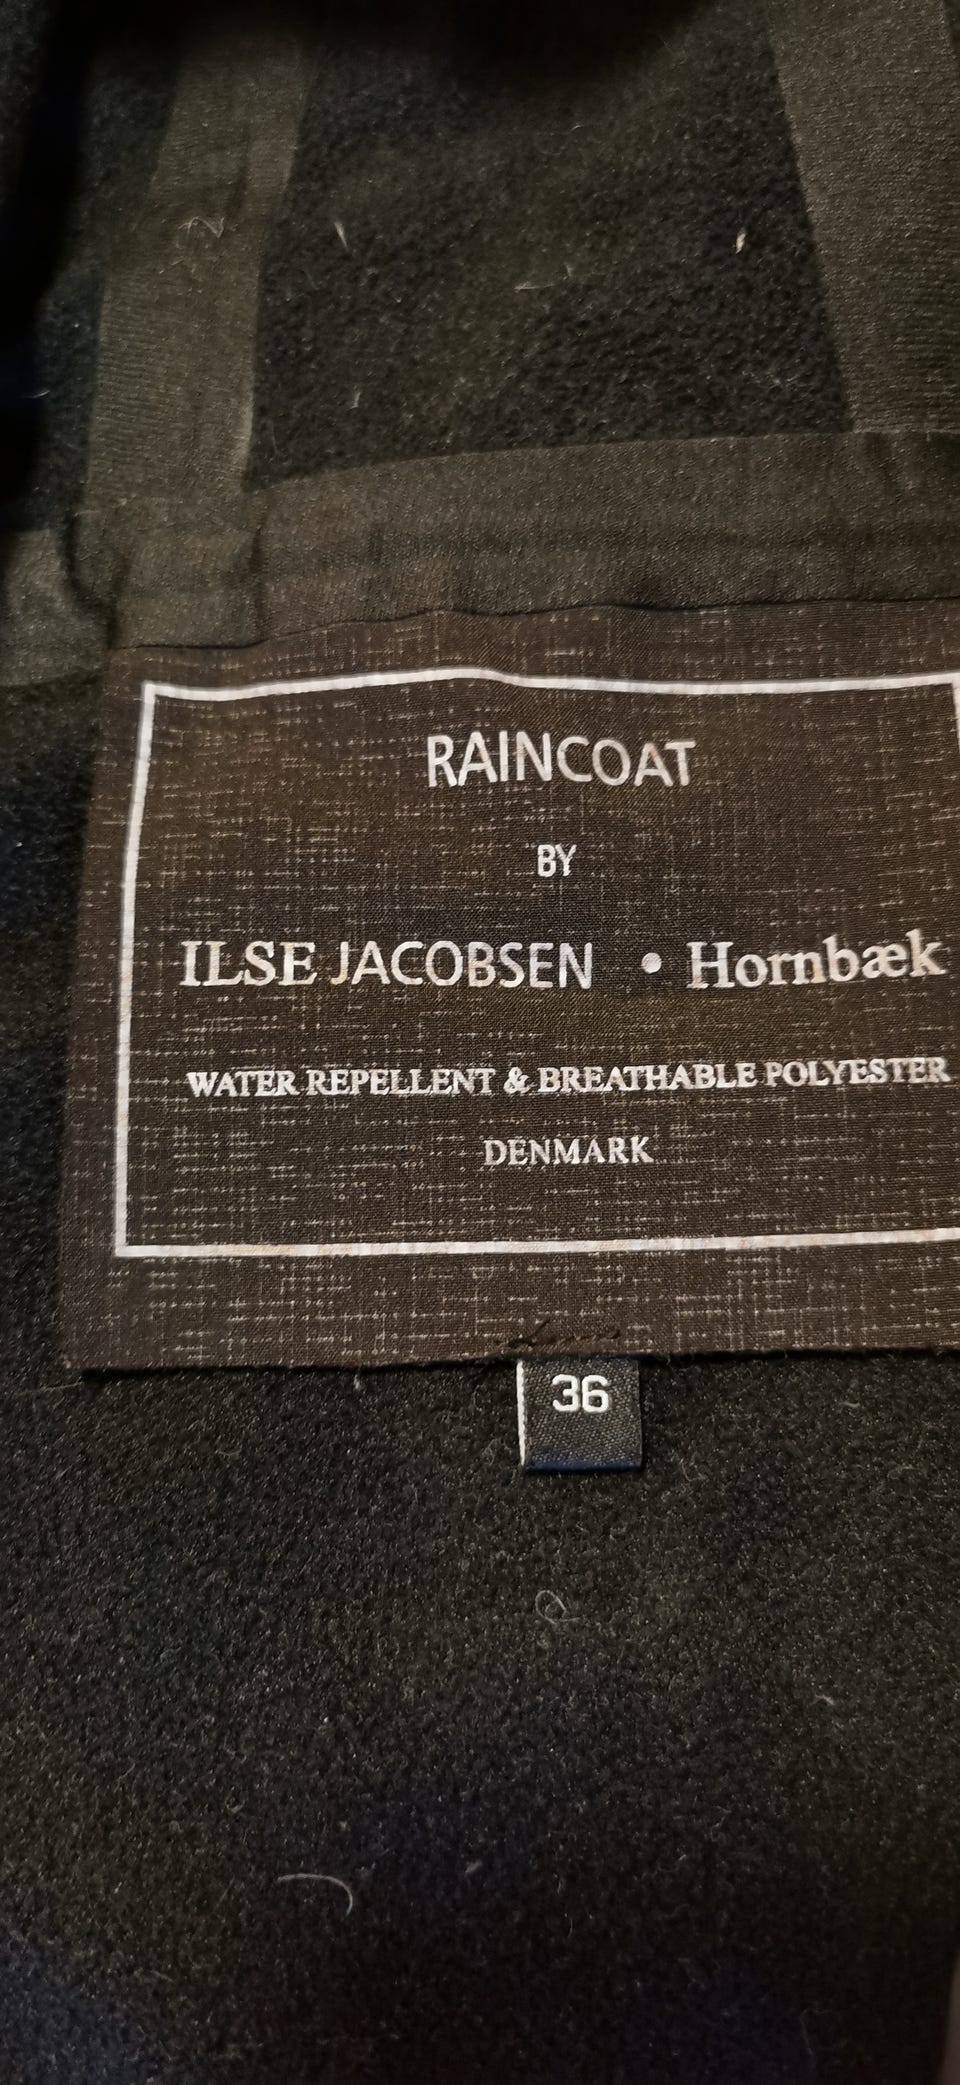 RAINCOAT
BY
ILSE JACOBSEN • Hornbæk
WATER REPELLENT & BREATHABLE POLYESTER
DENMARK
36